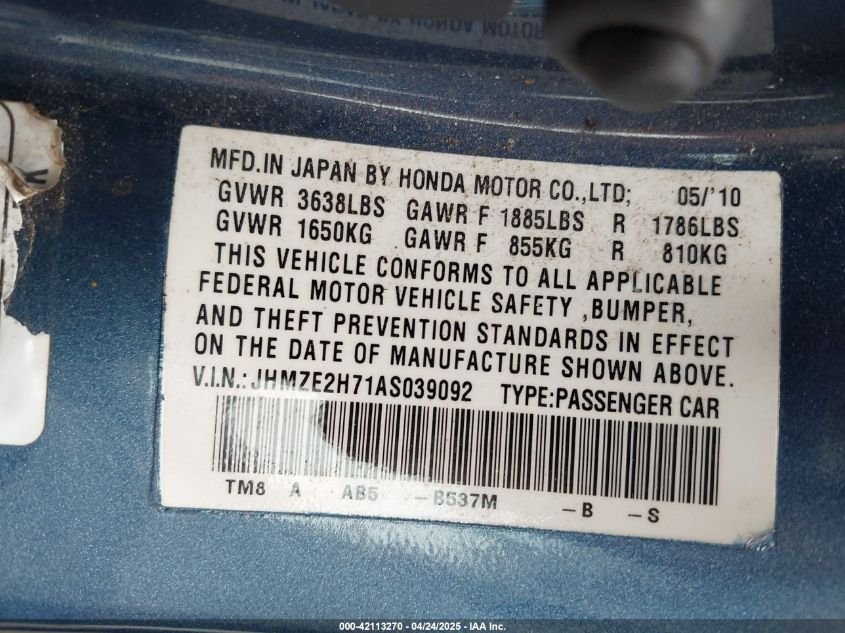 MFD.IN JAPAN BY HONDA MOTOR CO.,LTD; 05/'10
GVWR 3638LBS GAWR F 1885LBS R 1786LBS
GVWR 1650KG GAWR F 855KG R 810KG
THIS VEHICLE CONFORMS TO ALL APPLICABLE
FEDERAL MOTOR VEHICLE SAFETY ,BUMPER,
AND THEFT PREVENTION STANDARDS IN EFFECT
ON THE DATE OF MANUFACTURE SHOWN ABOVE.
V.I.N.: JHMZE2H71AS039092 TYPE:PASSENGER CAR
TM8 A AB5 -B537M -B -S
000-42113270 - 04/24/2025 - IAA Inc.